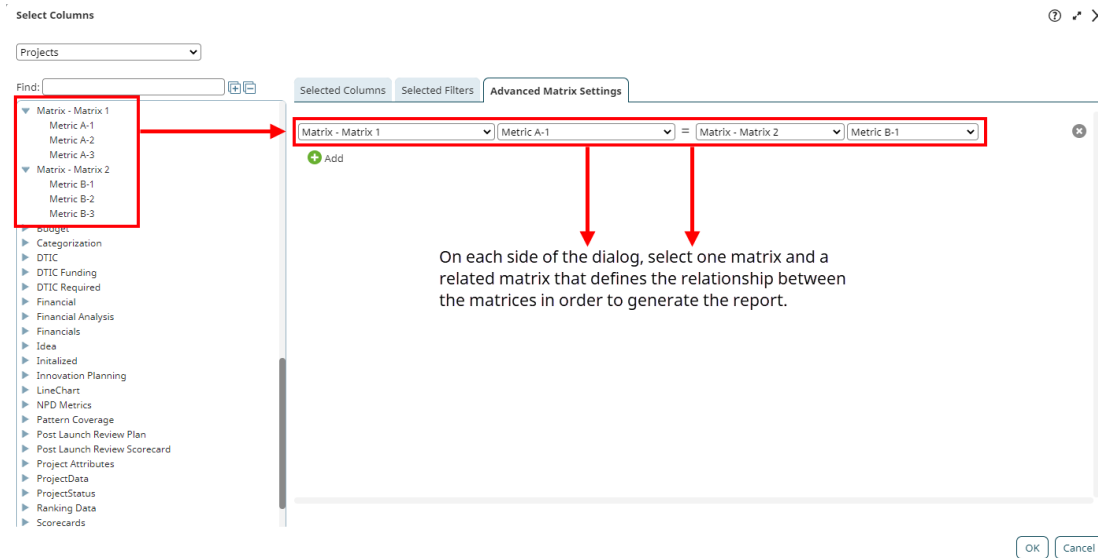 Select Columns
Projects
Find:
Matrix - Matrix 1
Metric A-1
Metric A-2
Metric A-3
Matrix - Matrix 2
Metric B-1
Metric B-2
Metric B-3
Budget
Categorization
DTIC
DTIC Funding
DTIC Required
Financial
Financial Analysis
Financials
Idea
Initalized
Innovation Planning
LineChart
NPD Metrics
Pattern Coverage
Post Launch Review Plan
Post Launch Review Scorecard
Project Attributes
ProjectData
ProjectStatus
Ranking Data
Scorecards
Selected Columns Selected Filters Advanced Matrix Settings
Matrix - Matrix 1 Metric A-1 = Matrix - Matrix 2 Metric B-1
Add
On each side of the dialog, select one matrix and a
related matrix that defines the relationship between
the matrices in order to generate the report.
OK Cancel